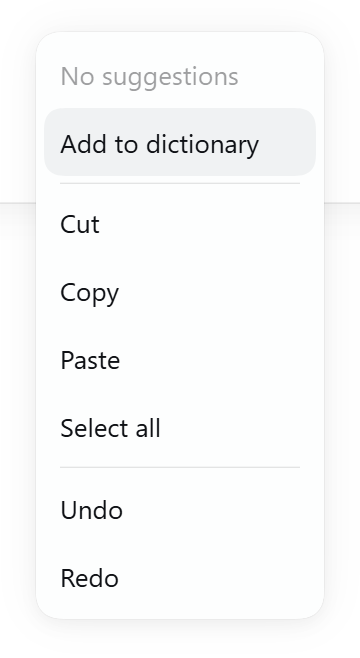 No suggestions
Add to dictionary
Cut
Copy
Paste
Select all
Undo
Redo